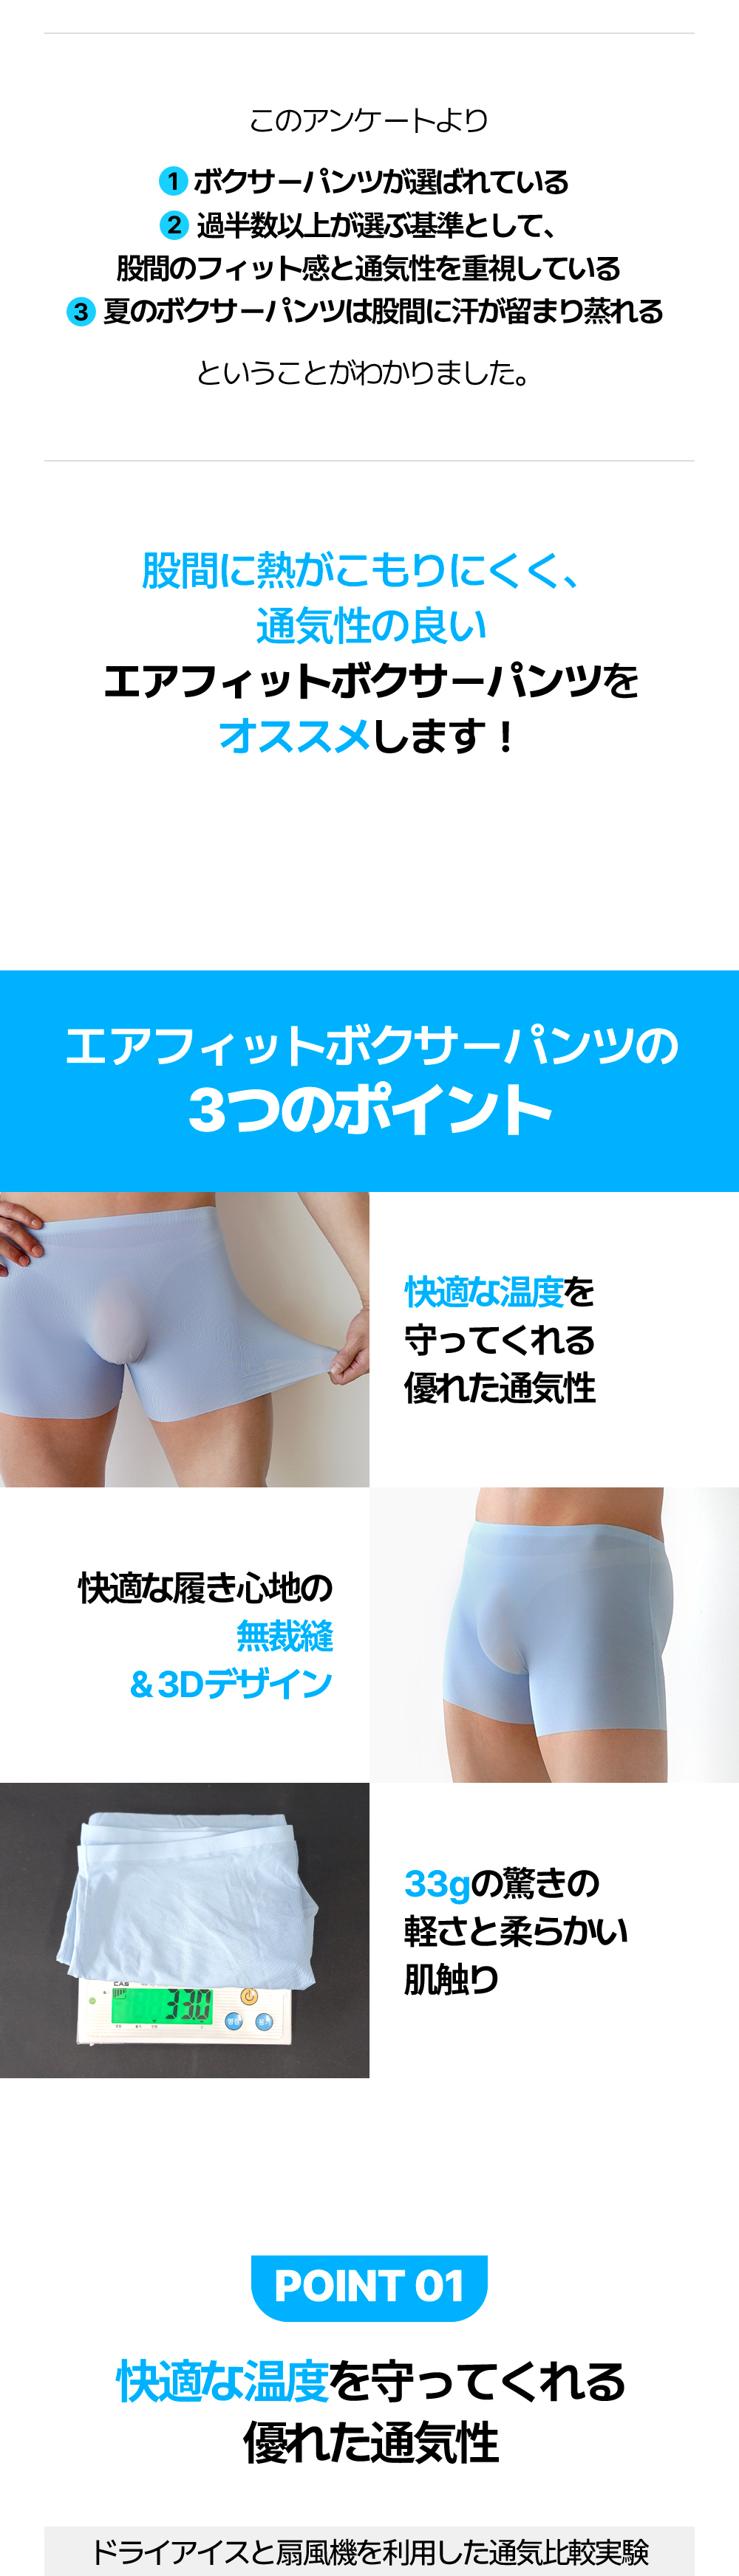 このアンケートより
1 ボクサーパンツが選ばれている
2 過半数以上が選ぶ基準として、
股間のフィット感と通気性を重視している
3 夏のボクサーパンツは股間に汗が留まり蒸れる
ということがわかりました。
股間に熱がこもりにくく、
通気性の良い
エアフィットボクサーパンツを
オススメします！
エアフィットボクサーパンツの
3つのポイント
快適な温度を
守ってくれる
優れた通気性
快適な履き心地の
無裁縫
&3Dデザイン
CAS
33.0
33gの驚きの
軽さと柔らかい
肌触り
POINT 01
快適な温度を守ってくれる
優れた通気性
ドライアイスと扇風機を利用した通気比較実験